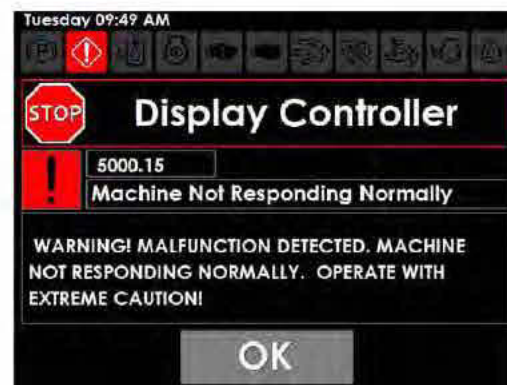 Tuesday 09:49 AM
STOP
Display Controller
5000.15
Machine Not Responding Normally
WARNING! MALFUNCTION DETECTED. MACHINE
NOT RESPONDING NORMALLY. OPERATE WITH
EXTREME CAUTION!
OK